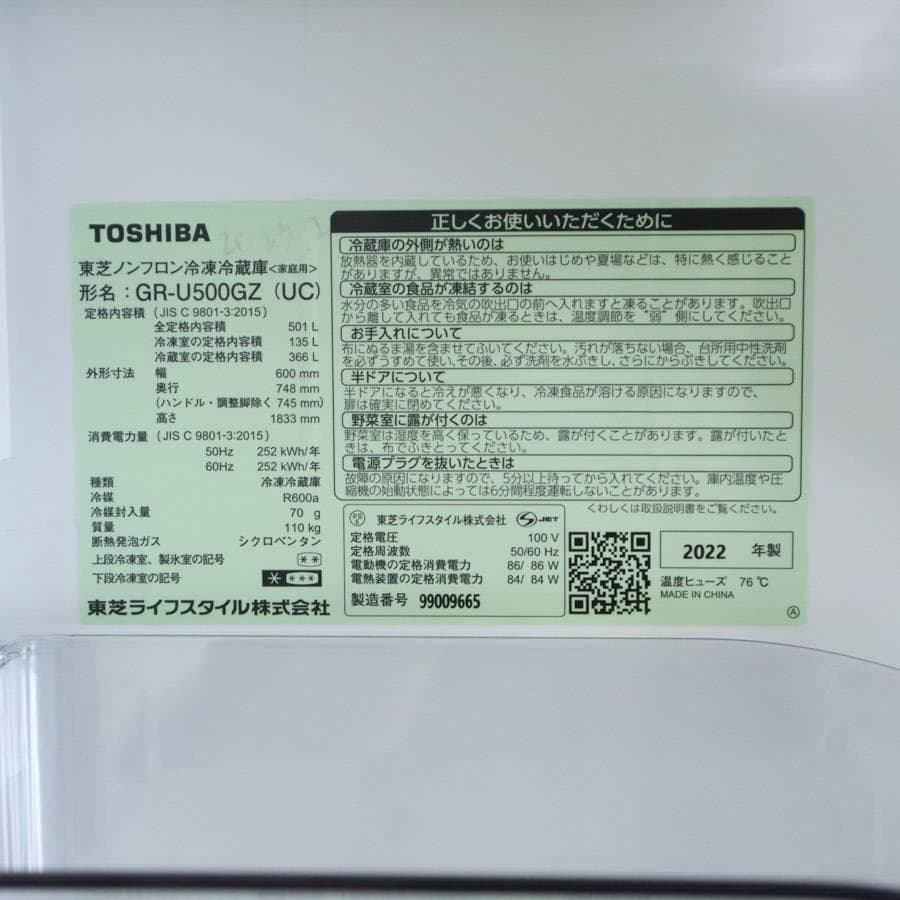 TOSHIBA
東芝ノンフロン冷凍冷蔵庫<家庭用>
形名：GR-U500GZ (UC)
定格内容積 (JIS C 9801-3:2015)
全定格内容積 501 L
冷凍室の定格内容積 135 L
冷蔵室の定格内容積 366 L
外形寸法 幅 600 mm
奥行 748 mm
(ハンドル・調整脚除く 745 mm)
高さ 1833 mm
消費電力量 (JIS C 9801-3:2015)
50Hz 252 kWh/年
60Hz 252 kWh/年
種類 冷凍冷蔵庫
冷媒 R600a
冷媒封入量 70 g
質量 110 kg
断熱発泡ガス シクロペンタン
上段冷凍室、製氷室の記号
下段冷凍室の記号
東芝ライフスタイル株式会社
正しくお使いいただくために
冷蔵庫の外側が熱いのは
放熱器を内蔵しているため、お使いはじめや夏場などは、特に熱く感じること
がありますが、異常ではありません。
冷蔵室の食品が凍結するのは
水分の多い食品を冷気の吹出口の前へ入れますと凍ることがあります。吹出口
から離して入れても食品が凍るときは、温度調節を“弱”側にしてください。
お手入れについて
布にぬるま湯を含ませてふいてください。汚れが落ちない場合、台所用中性洗剤
を必ずうすめて使い、その後、必ず洗剤を水ぶきし、さらにからぶきしてください。
半ドアについて
半ドアになると冷えが悪くなり、冷凍食品が溶ける原因になりますので、
扉は確実に閉めてください。
野菜室に露が付くのは
野菜室は湿度を高く保っているため、露が付くことがあります。露が付いたと
きは、布でふきとってください。
電源プラグを抜いたときは
故障の原因になりますので、5分以上待ってから入れてください。庫内温度や圧
縮機の始動状態によっては6分間程度運転しないことがあります。
くわしくは取扱説明書をご覧ください。
PSE 東芝ライフスタイル株式会社 JET
定格電圧 100 V
定格周波数 50/60 Hz
電動機の定格消費電力 86/ 86 W
電熱装置の定格消費電力 84/ 84 W
製造番号 99009665
2022 年製
温度ヒューズ 76 ℃
MADE IN CHINA
A